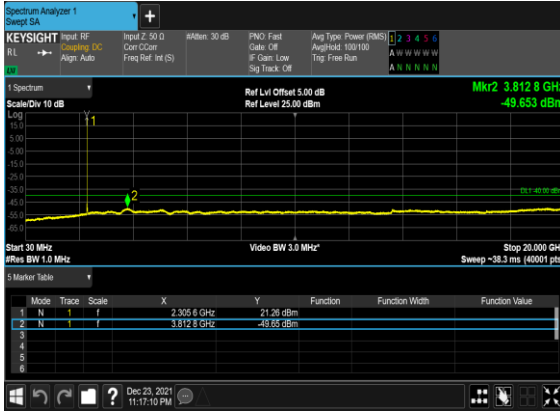 Spectrum Analyzer 1
Swept SA
+
KEYSIGHT Input: RF Input Z: 50 Ω #Atten: 30 dB PNO: Fast Avg Type: Power (RMS) 1 2 3 4 5 6
RL Coupling: DC Corr CCorr Gate: Off Avg|Hold: 100/100 A W W W W W
Align: Auto Freq Ref: Int (S) IF Gain: Low Trig: Free Run
Sig Track: Off A N N N N N
1 Spectrum Ref Lvl Offset 5.00 dB Mkr2 3.812 8 GHz
Scale/Div 10 dB Ref Level 25.00 dBm -49.653 dBm
Log
15.0
5.00
-5.00
-15.0
-25.0
-35.0
-45.0
-55.0
-65.0
1
2
DL1 -40.00 dBm
Start 30 MHz Video BW 3.0 MHz* Stop 20.000 GH
#Res BW 1.0 MHz Sweep ~38.3 ms (40001 pts
5 Marker Table
Mode Trace Scale X Y Function Function Width Function Value
1 N 1 f 2.305 6 GHz 21.26 dBm
2 N 1 f 3.812 8 GHz -49.65 dBm
3
4
5
6
? Dec 23, 2021
11:17:10 PM